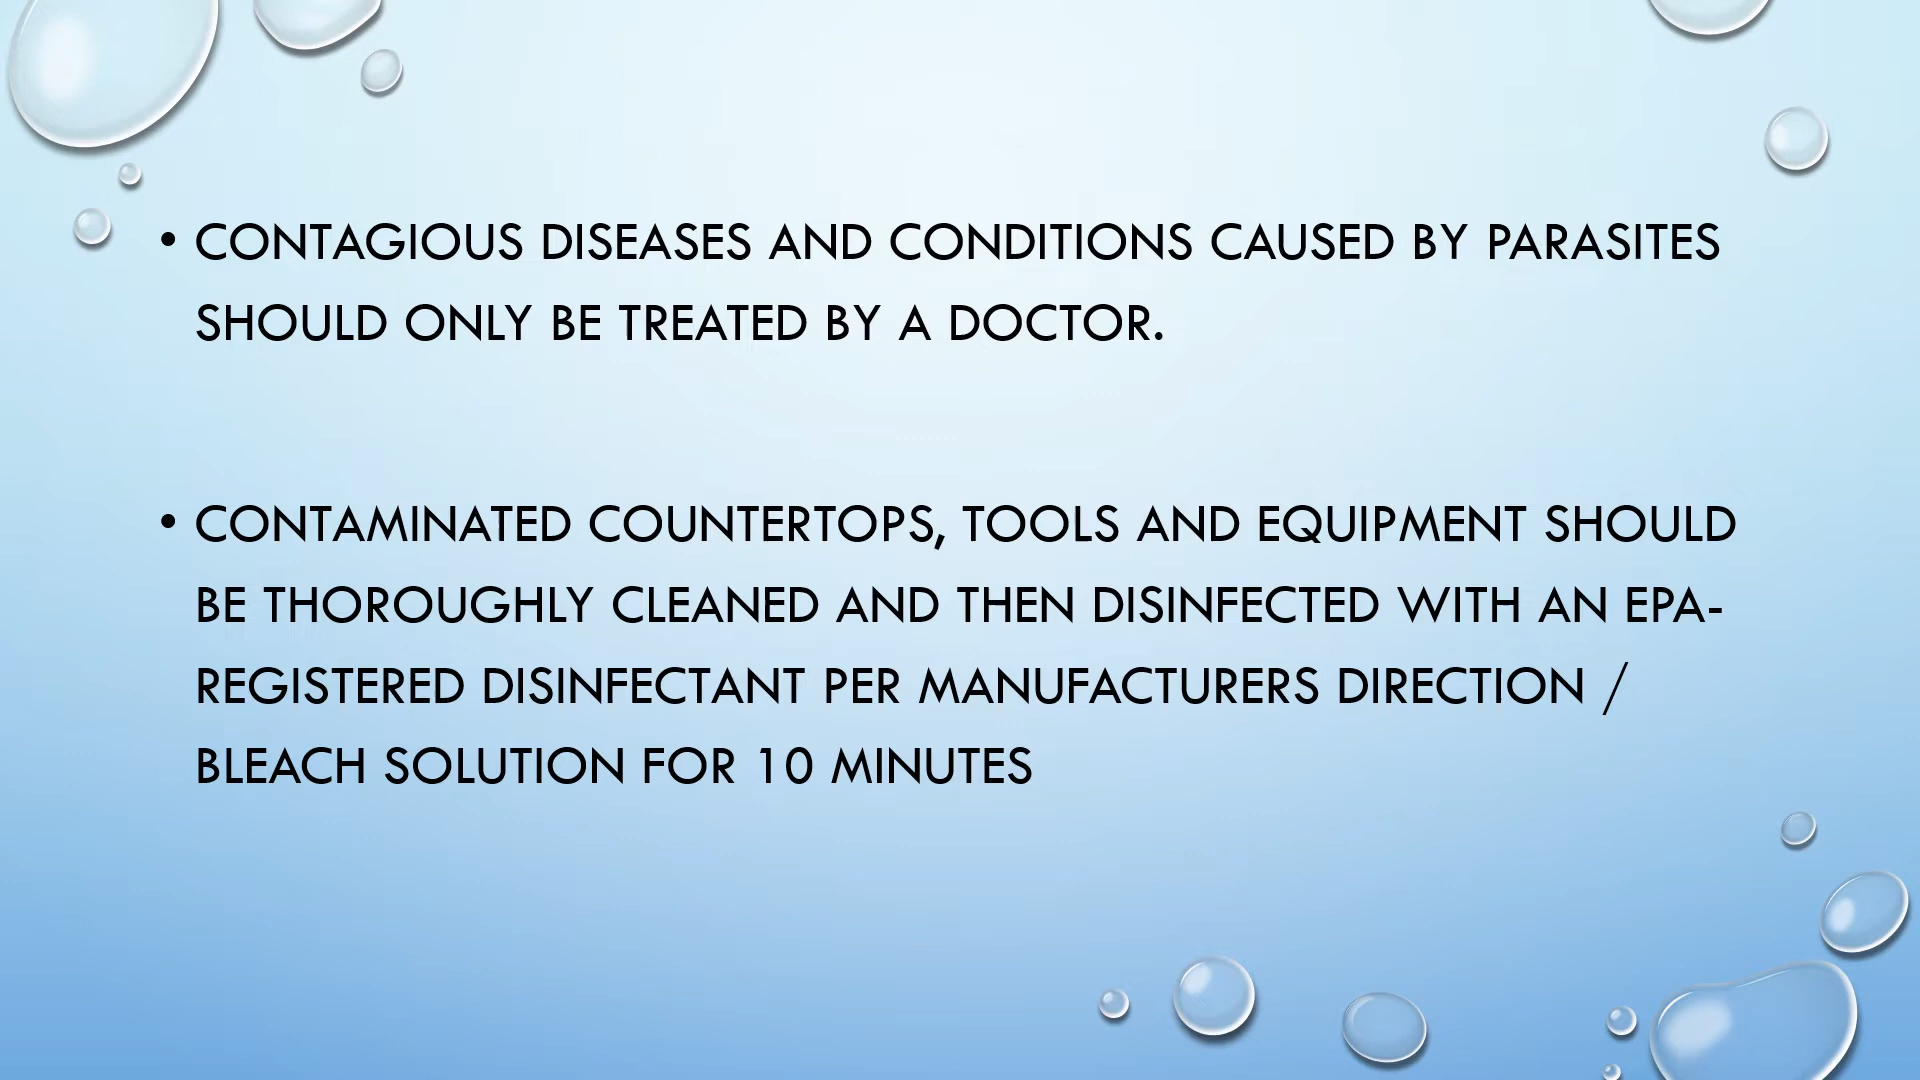 • CONTAGIOUS DISEASES AND CONDITIONS CAUSED BY PARASITES
SHOULD ONLY BE TREATED BY A DOCTOR.
• CONTAMINATED COUNTERTOPS, TOOLS AND EQUIPMENT SHOULD
BE THOROUGHLY CLEANED AND THEN DISINFECTED WITH AN EPA-
REGISTERED DISINFECTANT PER MANUFACTURERS DIRECTION /
BLEACH SOLUTION FOR 10 MINUTES